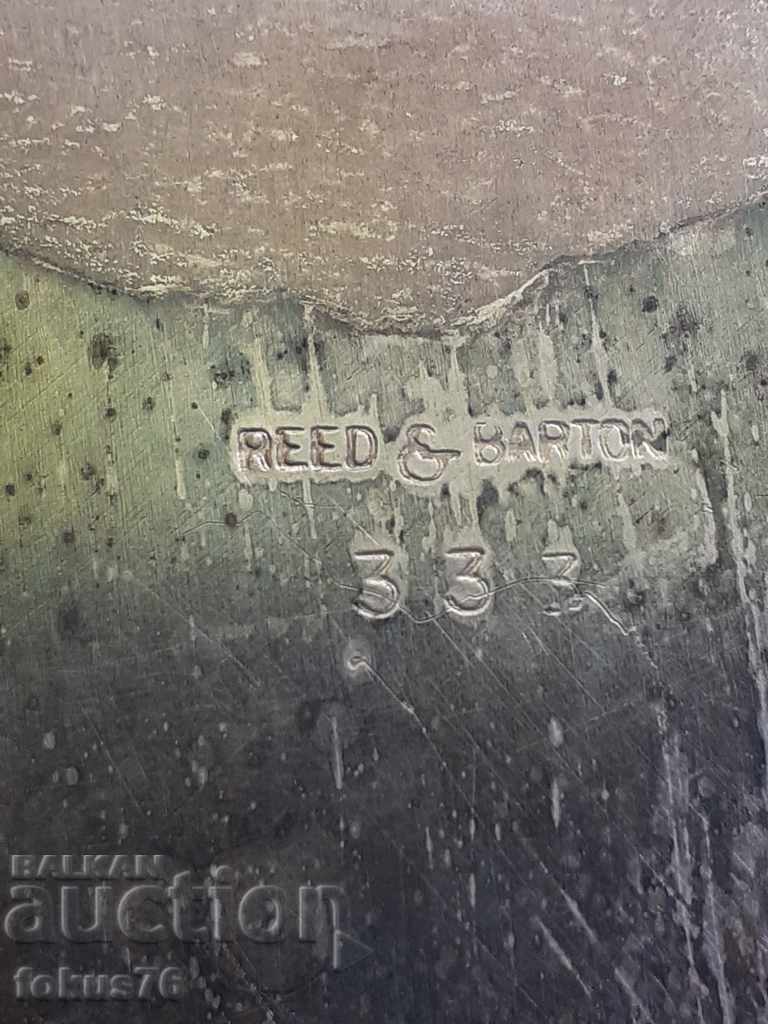 REED & BARTON
333
BALKAN
auction
fokus76